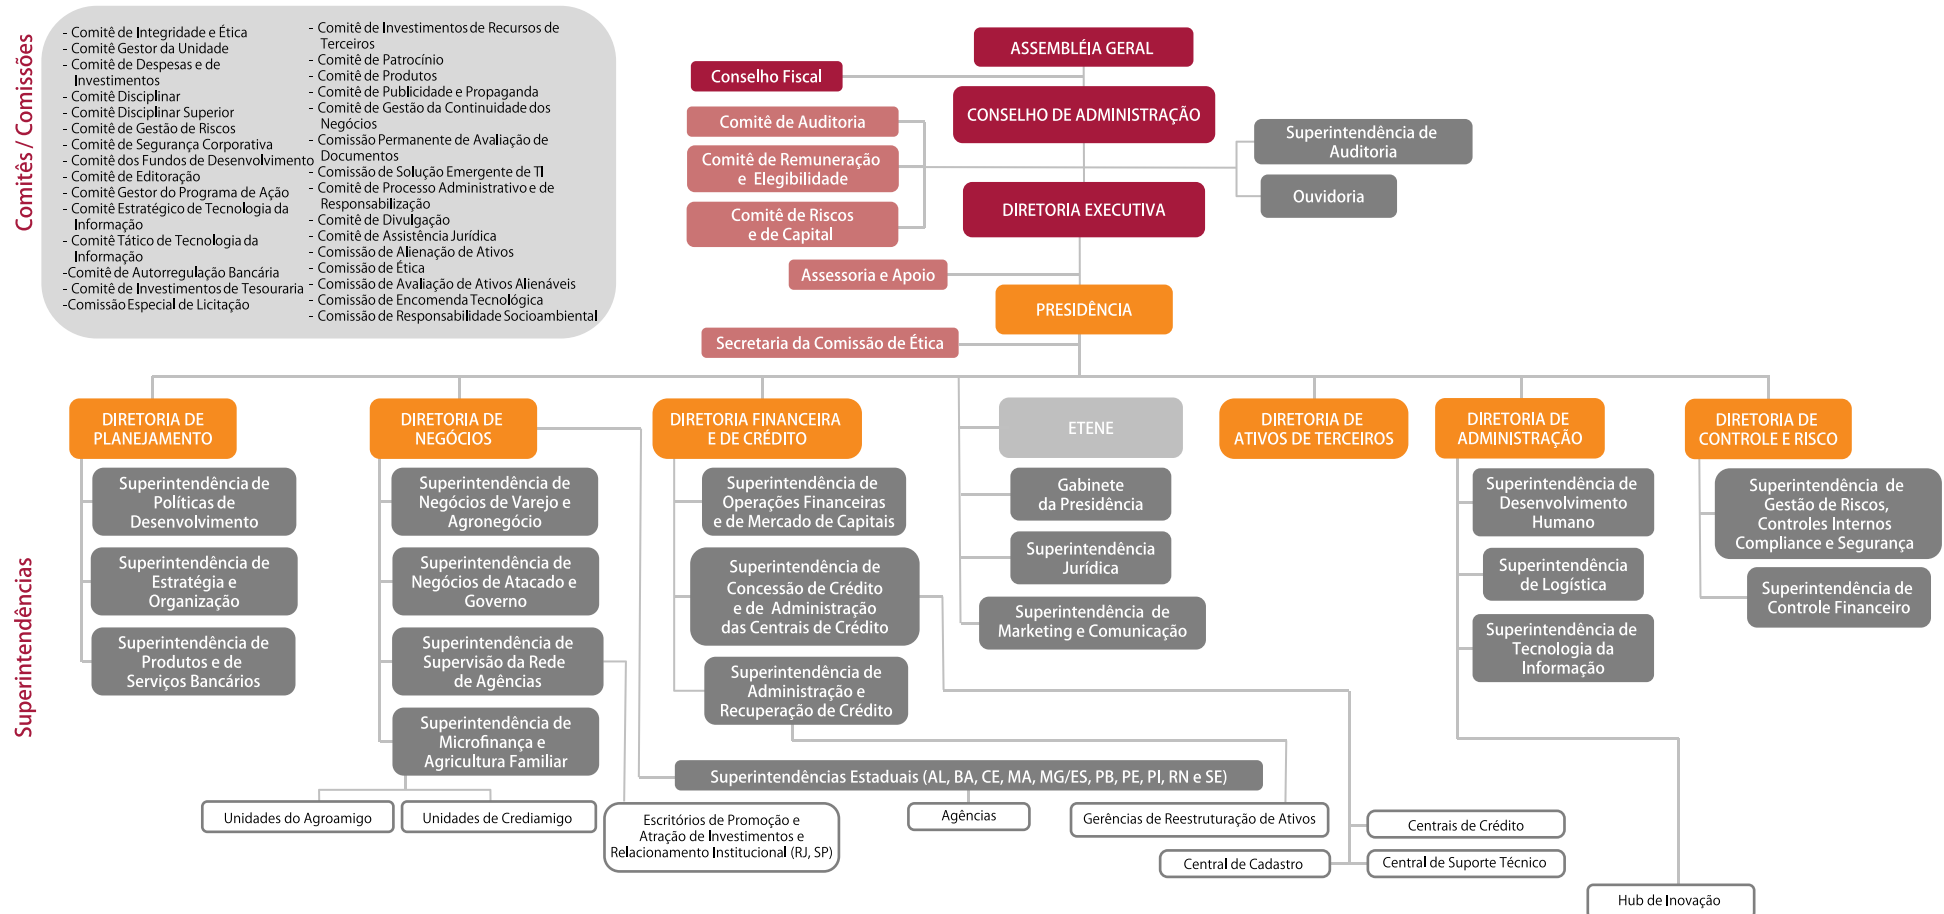 Comitês / Comissões
- Comitê de Integridade e Ética
- Comitê Gestor da Unidade
- Comitê de Despesas e de
Investimentos
- Comitê Disciplinar
- Comitê Disciplinar Superior
- Comitê de Gestão de Riscos
- Comitê de Segurança Corporativa
- Comitê dos Fundos de Desenvolvimento
- Comitê de Editoração
- Comitê Gestor do Programa de Ação
- Comitê Estratégico de Tecnologia da
Informação
- Comitê Tático de Tecnologia da
Informação
-Comitê de Autorregulação Bancária
- Comitê de Investimentos de Tesouraria
-Comissão Especial de Licitação
- Comitê de Investimentos de Recursos de
Terceiros
- Comitê de Patrocínio
- Comitê de Produtos
- Comitê de Publicidade e Propaganda
- Comitê de Gestão da Continuidade dos
Negócios
- Comissão Permanente de Avaliação de
Documentos
- Comissão de Solução Emergente de TI
- Comitê de Processo Administrativo e de
Responsabilização
- Comitê de Divulgação
- Comitê de Assistência Jurídica
- Comissão de Alienação de Ativos
- Comissão de Ética
- Comissão de Avaliação de Ativos Alienáveis
- Comissão de Encomenda Tecnológica
- Comissão de Responsabilidade Socioambiental
ASSEMBLÉIA GERAL
Conselho Fiscal
CONSELHO DE ADMINISTRAÇÃO
Comitê de Auditoria
Comitê de Remuneração
e Elegibilidade
Comitê de Riscos
e de Capital
Superintendência de
Auditoria
Ouvidoria
DIRETORIA EXECUTIVA
Assessoria e Apoio
PRESIDÊNCIA
Secretaria da Comissão de Ética
Superintendências
DIRETORIA DE
PLANEJAMENTO
Superintendência de
Políticas de
Desenvolvimento
Superintendência de
Estratégia e
Organização
Superintendência de
Produtos e de
Serviços Bancários
DIRETORIA DE
NEGÓCIOS
Superintendência de
Negócios de Varejo e
Agronegócio
Superintendência de
Negócios de Atacado e
Governo
Superintendência de
Supervisão da Rede
de Agências
Superintendência de
Microfinança e
Agricultura Familiar
DIRETORIA FINANCEIRA
E DE CRÉDITO
Superintendência de
Operações Financeiras
e de Mercado de Capitais
Superintendência de
Concessão de Crédito
e de Administração
das Centrais de Crédito
Superintendência de
Administração e
Recuperação de Crédito
ETENE
Gabinete
da Presidência
Superintendência
Jurídica
Superintendência de
Marketing e Comunicação
DIRETORIA DE
ATIVOS DE TERCEIROS
DIRETORIA DE
ADMINISTRAÇÃO
Superintendência de
Desenvolvimento
Humano
Superintendência
de Logística
Superintendência de
Tecnologia da
Informação
DIRETORIA DE
CONTROLE E RISCO
Superintendência de
Gestão de Riscos,
Controles Internos
Compliance e Segurança
Superintendência de
Controle Financeiro
Superintendências Estaduais (AL, BA, CE, MA, MG/ES, PB, PE, PI, RN e SE)
Unidades do Agroamigo
Unidades de Crediamigo
Escritórios de Promoção e
Atração de Investimentos e
Relacionamento Institucional (RJ, SP)
Agências
Gerências de Reestruturação de Ativos
Centrais de Crédito
Central de Cadastro
Central de Suporte Técnico
Hub de Inovação